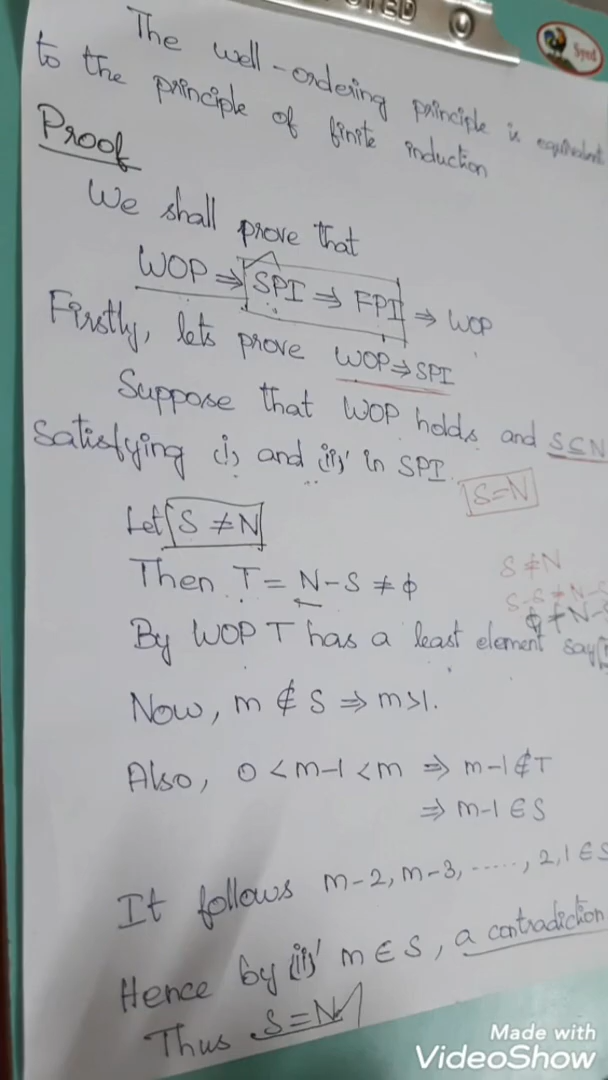 The well-ordering principle is equivalent
to the principle of finite induction
Proof
We shall prove that
WOP ⇒ SPI ⇒ FPI ⇒ WOP
Firstly, lets prove WOP ⇒ SPI
Suppose that WOP holds and S⊆N
satisfying (i) and (ii)' in SPI.
S=N
Let S ≠ N
Then T = N-S ≠ ϕ
S ≠ N
S-S ≠ N-S
ϕ ≠ N-S
By WOP T has a least element say
Now, m ∉ S ⇒ m>1.
Also, 0 < m-1 < m ⇒ m-1 ∉ T
⇒ m-1 ∈ S
It follows m-2, m-3, ....., 2, 1 ∈ S
Hence by (ii)' m ∈ S, a contradiction
Thus S=N
Syed
Made with
VideoShow